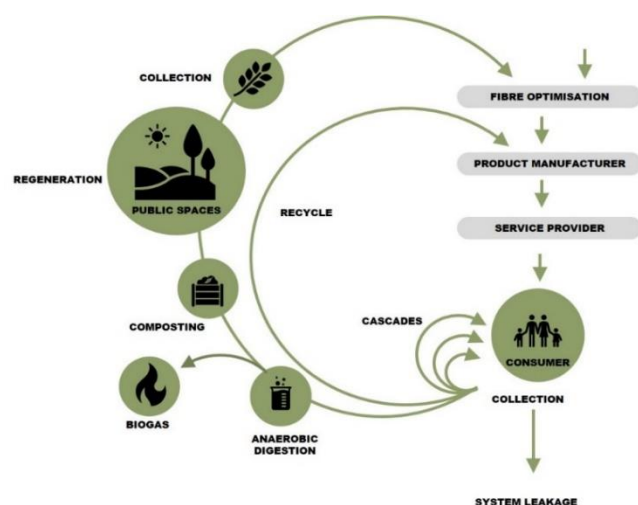 COLLECTION
FIBRE OPTIMISATION
PRODUCT MANUFACTURER
REGENERATION
PUBLIC SPACES
RECYCLE
SERVICE PROVIDER
COMPOSTING
CASCADES
CONSUMER
COLLECTION
BIOGAS
ANAEROBIC
DIGESTION
SYSTEM LEAKAGE